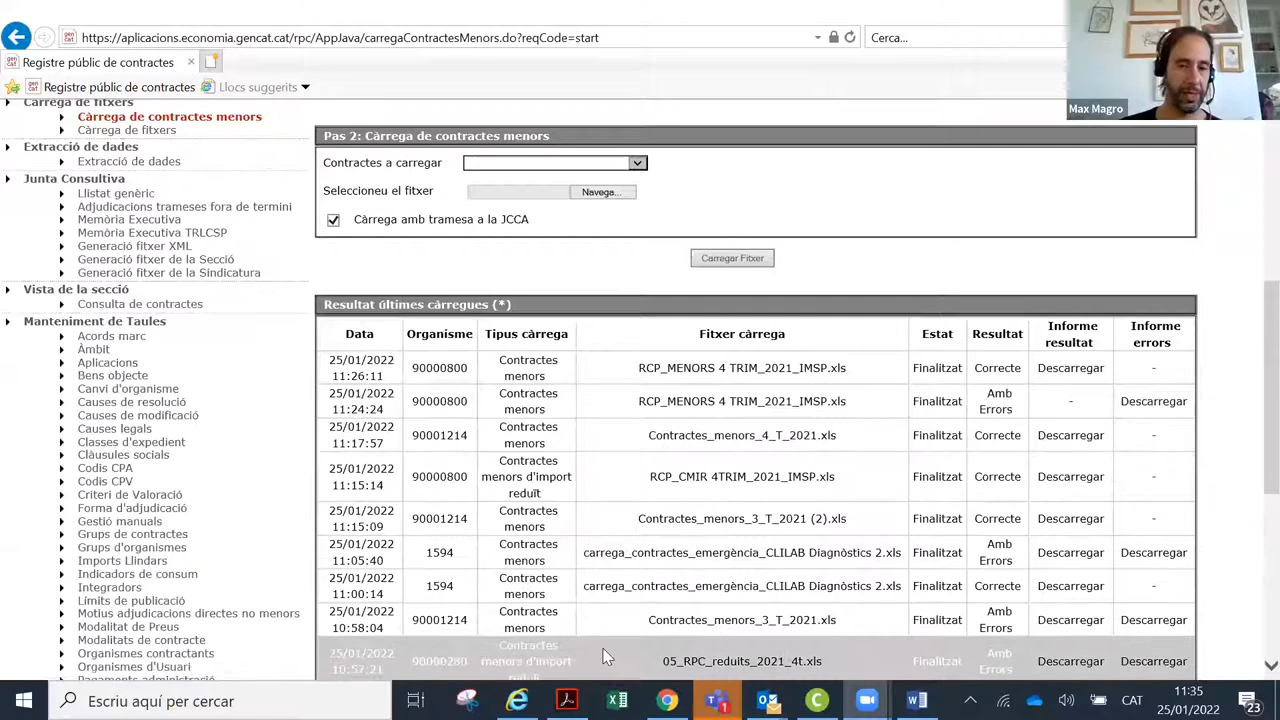 https://aplicacions.economia.gencat.cat/rpc/AppJava/carregaContractesMenors.do?reqCode=start
Cerca...
Registre públic de contractes
Registre públic de contractes
Llocs suggerits
Max Magro
Càrrega de fitxers
Càrrega de contractes menors
Càrrega de fitxers
Extracció de dades
Extracció de dades
Junta Consultiva
Llistat genèric
Adjudicacions trameses fora de termini
Memòria Executiva
Memòria Executiva TRLCSP
Generació fitxer XML
Generació fitxer de la Secció
Generació fitxer de la Sindicatura
Vista de la secció
Consulta de contractes
Manteniment de Taules
Acords marc
Àmbit
Aplicacions
Bens objecte
Canvi d'organisme
Causes de resolució
Causes de modificació
Causes legals
Classes d'expedient
Clàusules socials
Codis CPA
Codis CPV
Criteri de Valoració
Forma d'adjudicació
Gestió manuals
Grups de contractes
Grups d'organismes
Imports Llindars
Indicadors de consum
Integradors
Límits de publicació
Motius adjudicacions directes no menors
Modalitat de Preus
Modalitats de contracte
Organismes contractants
Organismes d'Usuari
Pas 2: Càrrega de contractes menors
Contractes a carregar
Seleccioneu el fitxer
Navega...
Càrrega amb tramesa a la JCCA
Carregar Fitxer
Resultat últimes càrregues (*)
Data Organisme Tipus càrrega Fitxer càrrega Estat Resultat Informe resultat Informe errors
25/01/2022 11:26:11 90000800 Contractes menors RCP_MENORS 4 TRIM_2021_IMSP.xls Finalitzat Correcte Descarregar -
25/01/2022 11:24:24 90000800 Contractes menors RCP_MENORS 4 TRIM_2021_IMSP.xls Finalitzat Amb Errors - Descarregar
25/01/2022 11:17:57 90001214 Contractes menors Contractes_menors_4_T_2021.xls Finalitzat Correcte Descarregar -
25/01/2022 11:15:14 90000800 Contractes menors d'import reduït RCP_CMIR 4TRIM_2021_IMSP.xls Finalitzat Correcte Descarregar -
25/01/2022 11:15:09 90001214 Contractes menors Contractes_menors_3_T_2021 (2).xls Finalitzat Correcte Descarregar -
25/01/2022 11:05:40 1594 Contractes menors carrega_contractes_emergència_CLILAB Diagnòstics 2.xls Finalitzat Amb Errors Descarregar Descarregar
25/01/2022 11:00:14 1594 Contractes menors carrega_contractes_emergència_CLILAB Diagnòstics 2.xls Finalitzat Correcte Descarregar -
25/01/2022 10:58:04 90001214 Contractes menors Contractes_menors_3_T_2021.xls Finalitzat Amb Errors Descarregar Descarregar
25/01/2022 10:57:21 90000280 Contractes menors d'import 05_RPC_reduits_2021_4t.xls Finalitzat Amb Errors Descarregar Descarregar
Escriu aquí per cercar
CAT
11:35
25/01/2022
23